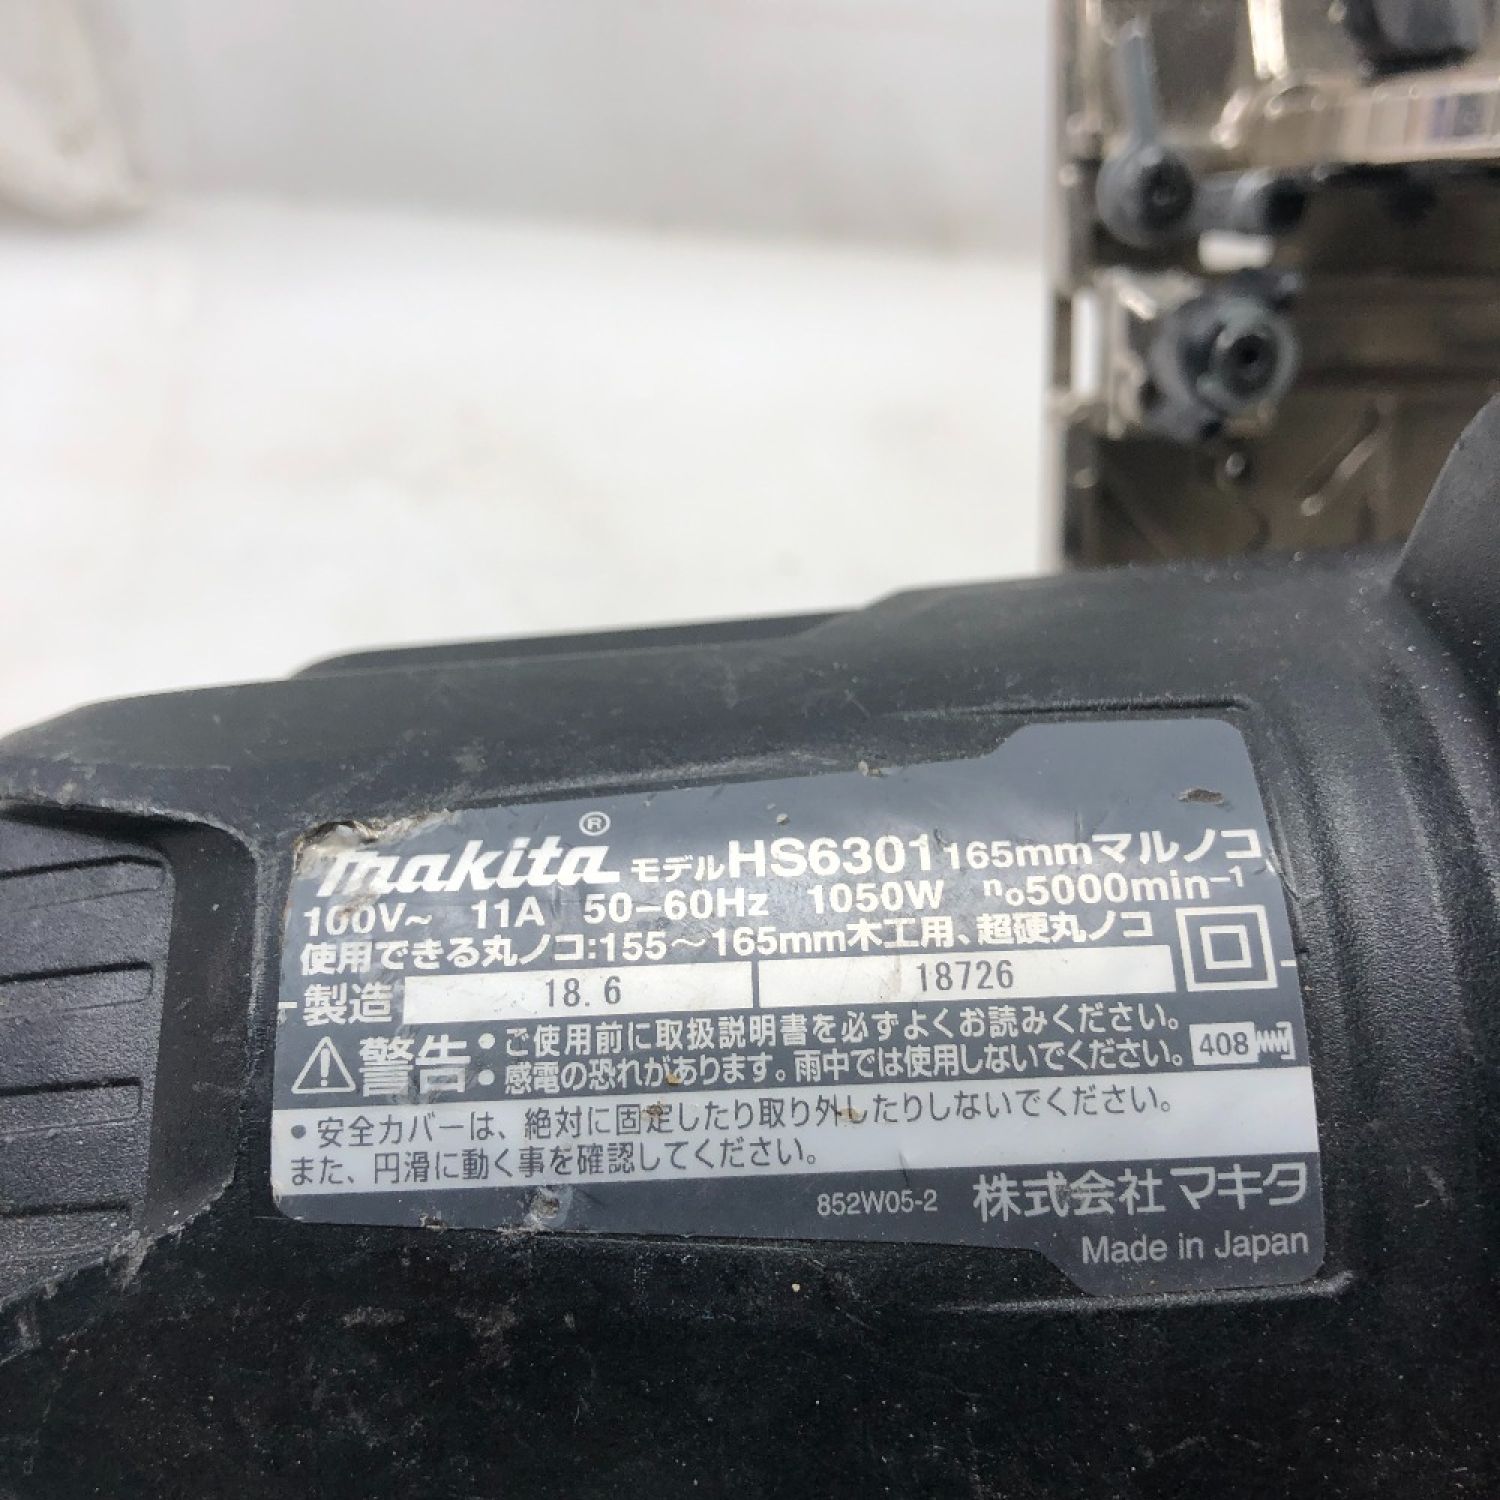 makita® モデル HS6301 165mmマルノコ
100V~ 11A 50-60Hz 1050W n₀5000min⁻¹
使用できる丸ノコ:155~165mm木工用、超硬丸ノコ
製造 18.6 18726
⚠警告 • ご使用前に取扱説明書を必ずよくお読みください。
• 感電の恐れがあります。雨中では使用しないでください。 408
• 安全カバーは、絶対に固定したり取り外したりしないでください。
また、円滑に動く事を確認してください。
852W05-2 株式会社マキタ
Made in Japan